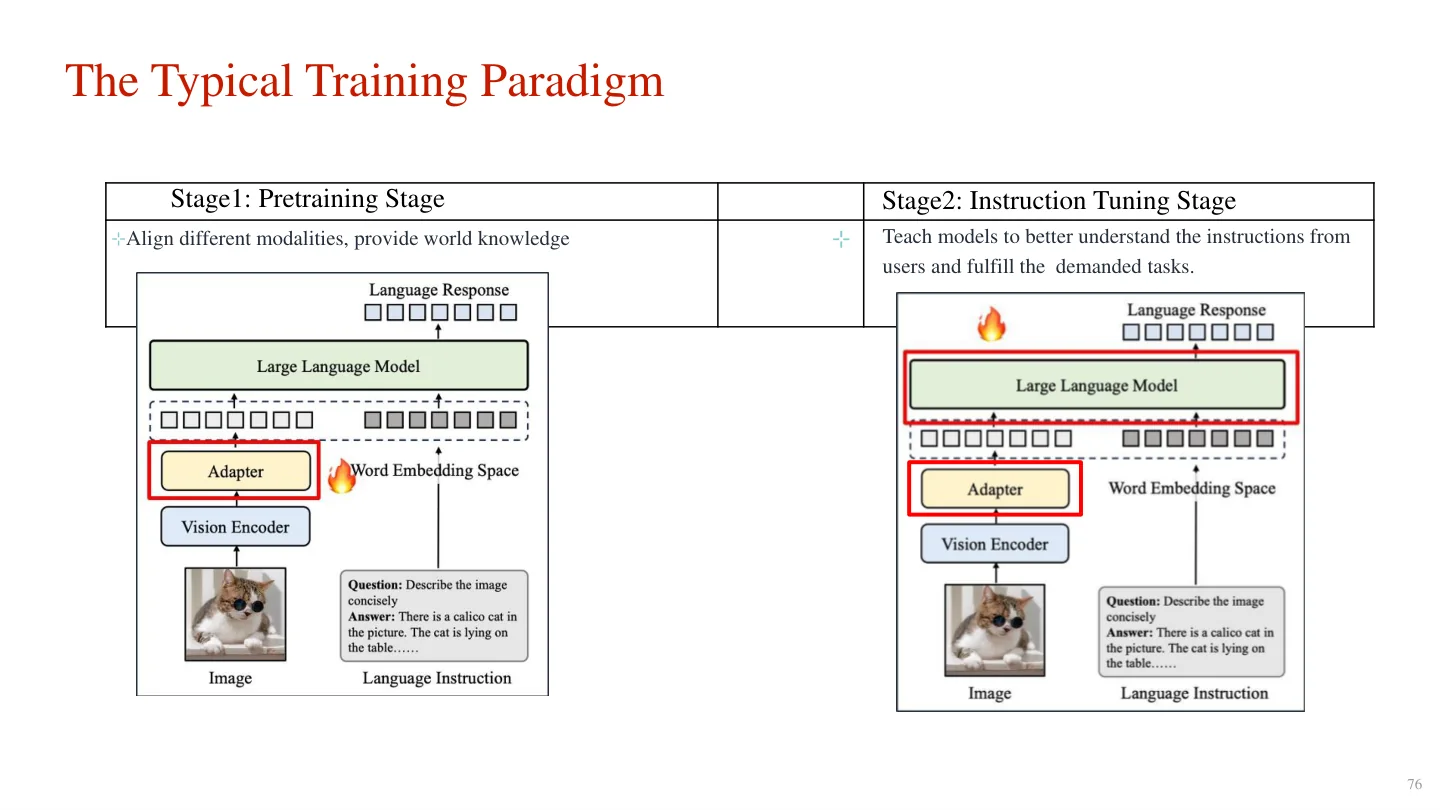 The Typical Training Paradigm
Stage1: Pretraining Stage
Align different modalities, provide world knowledge
Language Response
Large Language Model
Adapter
Word Embedding Space
Vision Encoder
Question: Describe the image
concisely
Answer: There is a calico cat in
the picture. The cat is lying on
the table……
Image
Language Instruction
Stage2: Instruction Tuning Stage
Teach models to better understand the instructions from
users and fulfill the  demanded tasks.
Language Response
Large Language Model
Adapter
Word Embedding Space
Vision Encoder
Question: Describe the image
concisely
Answer: There is a calico cat in
the picture. The cat is lying on
the table……
Image
Language Instruction
76